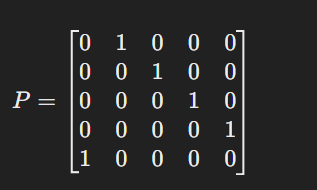 0 1 0 0 0
0 0 1 0 0
P = 0 0 0 1 0
0 0 0 0 1
1 0 0 0 0